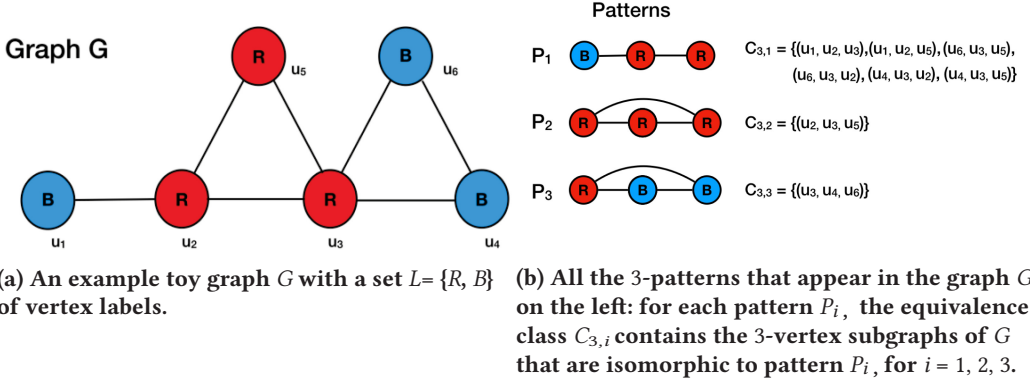 Graph G
R
B
u5
u6
B
R
R
B
u1
u2
u3
u4
(a) An example toy graph G with a set L= {R, B}
of vertex labels.
Patterns
P1 B R R C3,1 = {(u1, u2, u3),(u1, u2, u5), (u6, u3, u5),
(u6, u3, u2), (u4, u3, u2), (u4, u3, u5)}
P2 R R R C3,2 = {(u2, u3, u5)}
P3 R B B C3,3 = {(u3, u4, u6)}
(b) All the 3-patterns that appear in the graph G
on the left: for each pattern Pi, the equivalence
class C3,i contains the 3-vertex subgraphs of G
that are isomorphic to pattern Pi, for i = 1, 2, 3.